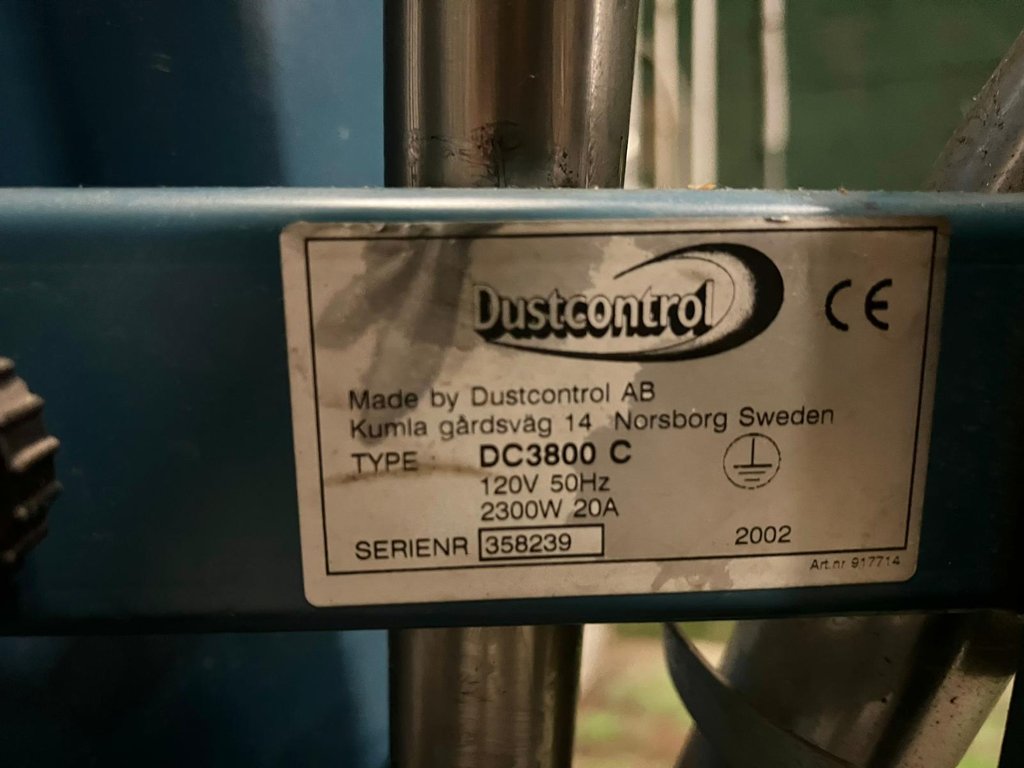 Dustcontrol
CE
Made by Dustcontrol AB
Kumla gårdsväg 14 Norsborg Sweden
TYPE : DC3800 C
120V 50Hz
2300W 20A
SERIENR 358239 2002
Art.nr 917714